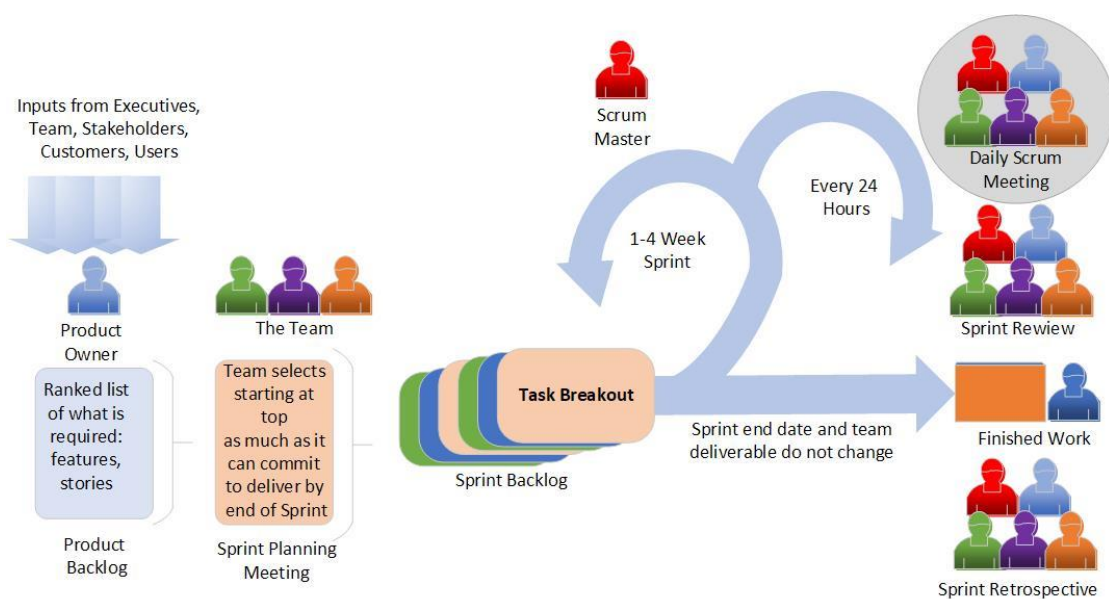 Inputs from Executives,
Team, Stakeholders,
Customers, Users
Product
Owner
Ranked list
of what is
required:
features,
stories
Product
Backlog
The Team
Team selects
starting at
top
as much as it
can commit
to deliver by
end of Sprint
Sprint Planning
Meeting
Task Breakout
Sprint Backlog
Scrum
Master
1-4 Week
Sprint
Every 24
Hours
Sprint end date and team
deliverable do not change
Daily Scrum
Meeting
Sprint Rewiew
Finished Work
Sprint Retrospective